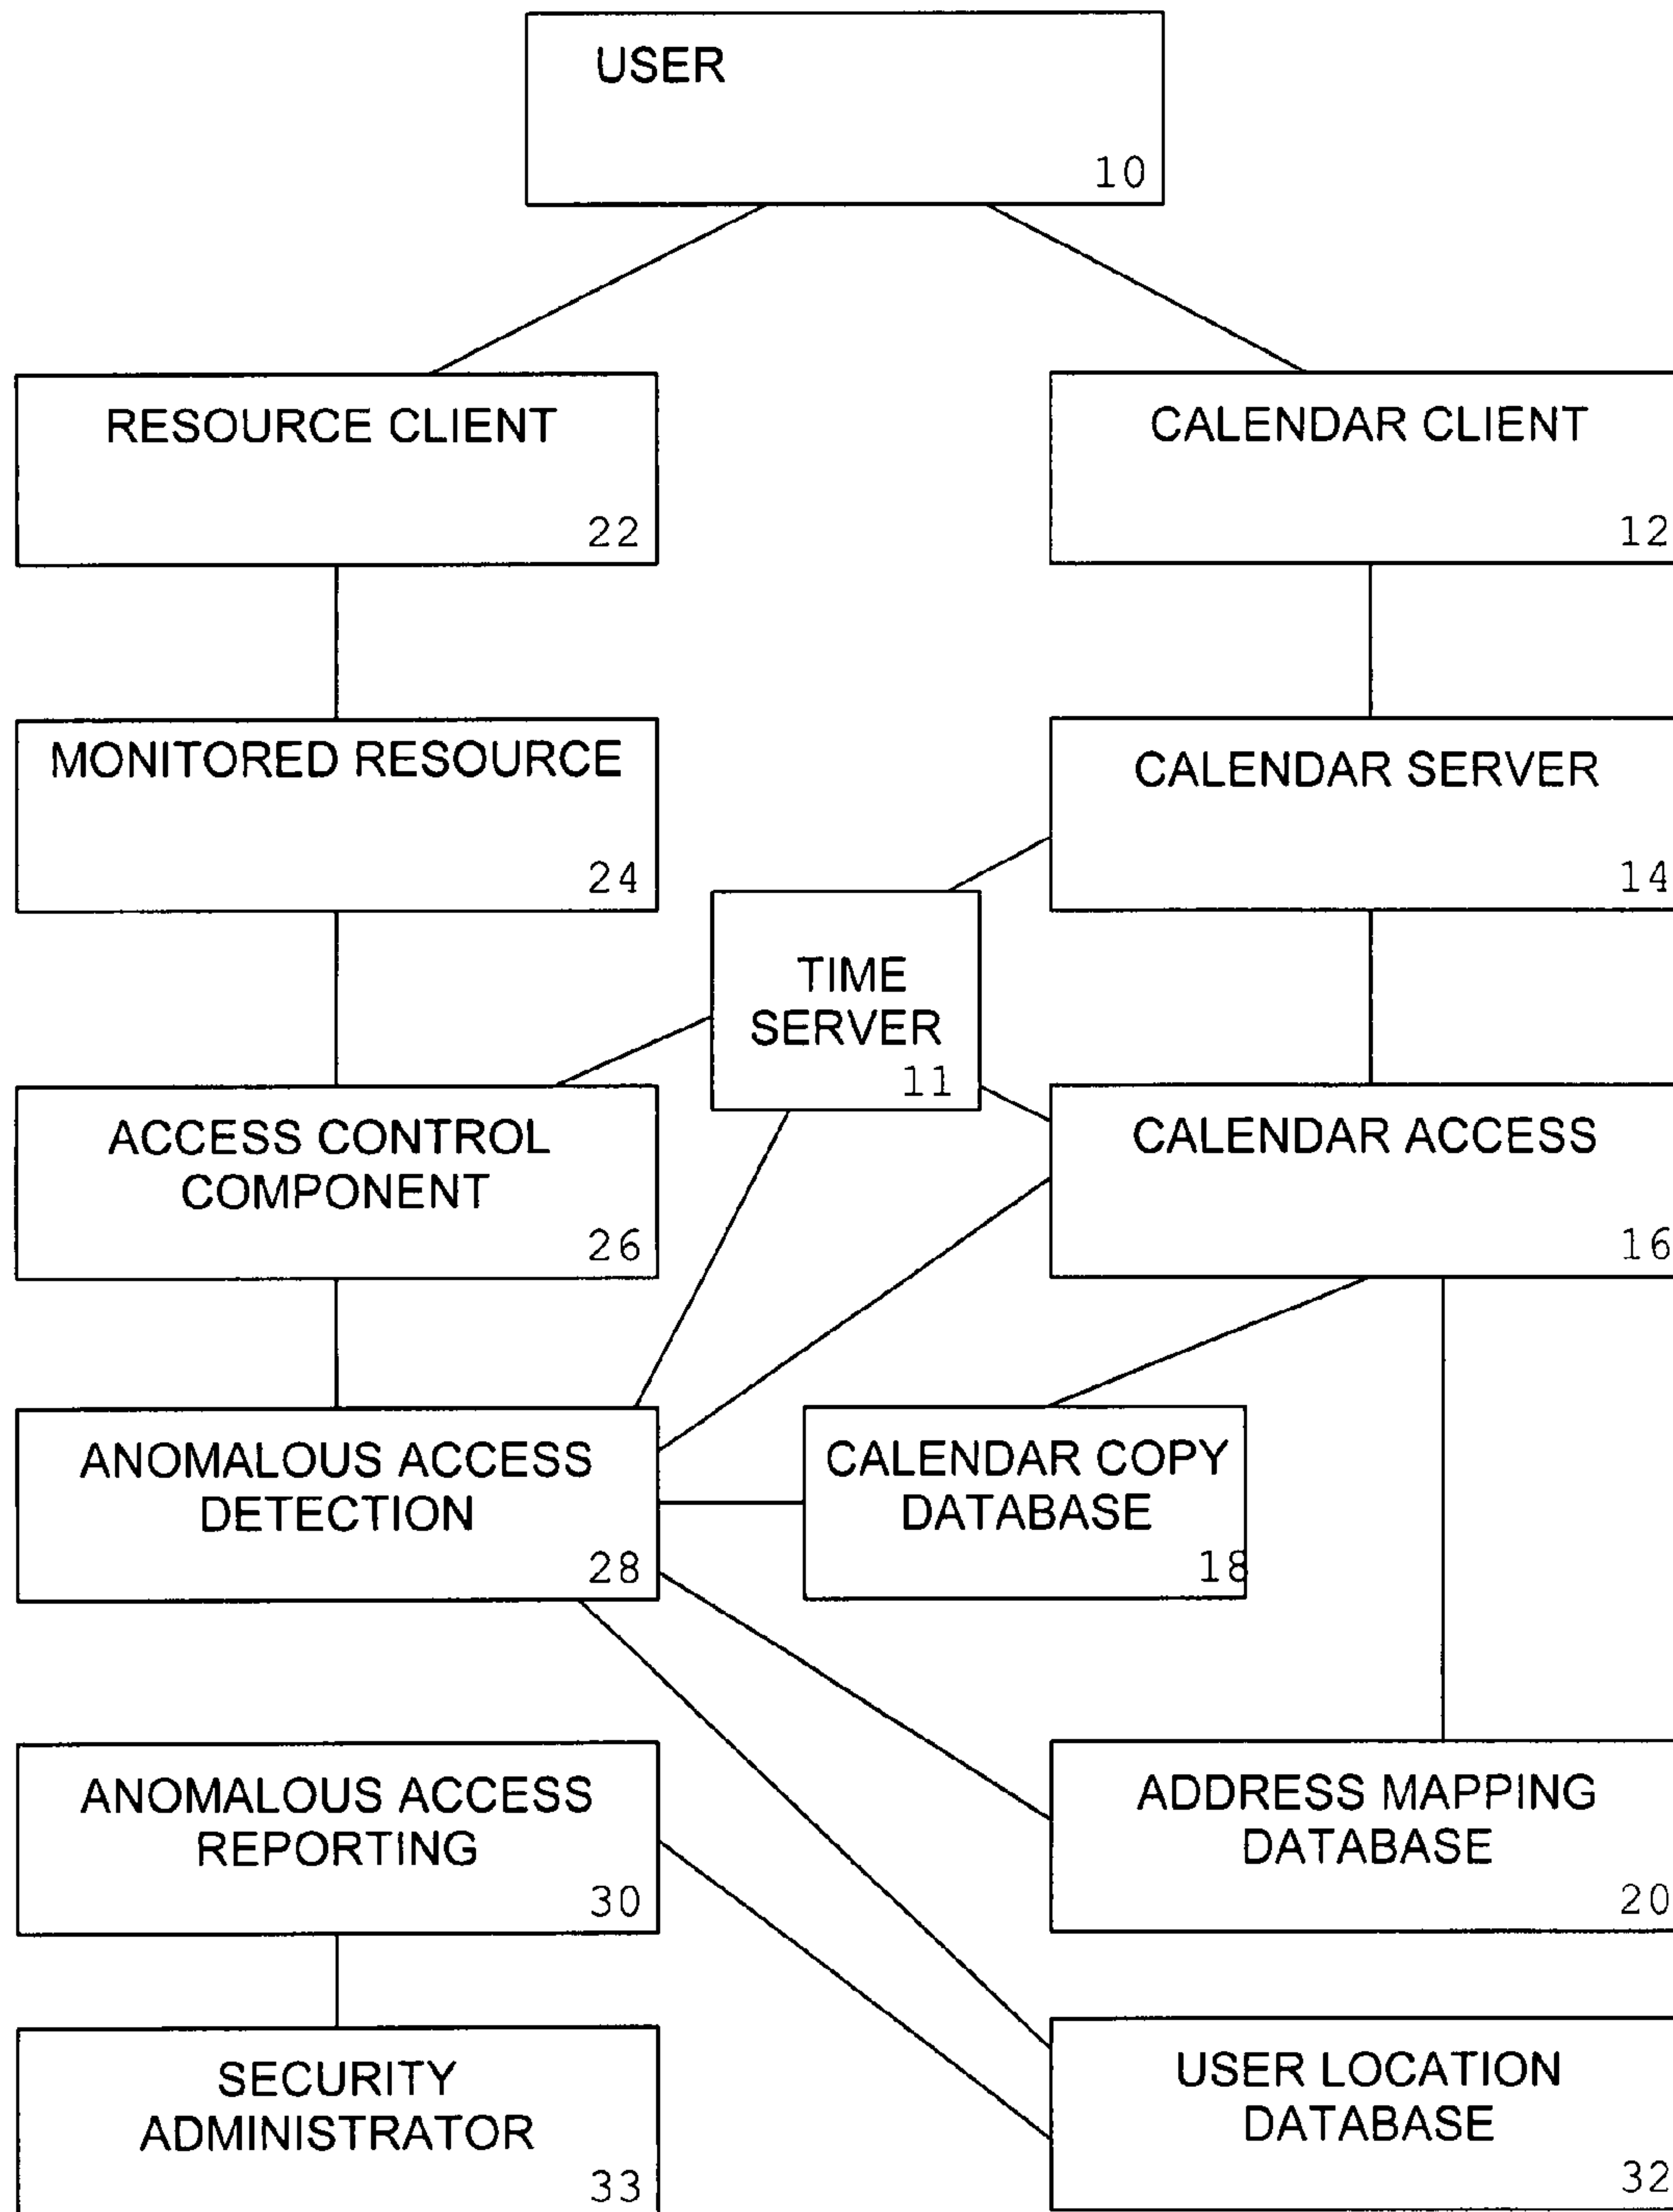 USER
10
RESOURCE CLIENT
22
CALENDAR CLIENT
12
MONITORED RESOURCE
24
CALENDAR SERVER
14
TIME
SERVER
11
ACCESS CONTROL
COMPONENT
26
CALENDAR ACCESS
16
ANOMALOUS ACCESS
DETECTION
28
CALENDAR COPY
DATABASE
18
ANOMALOUS ACCESS
REPORTING
30
ADDRESS MAPPING
DATABASE
20
SECURITY
ADMINISTRATOR
33
USER LOCATION
DATABASE
32